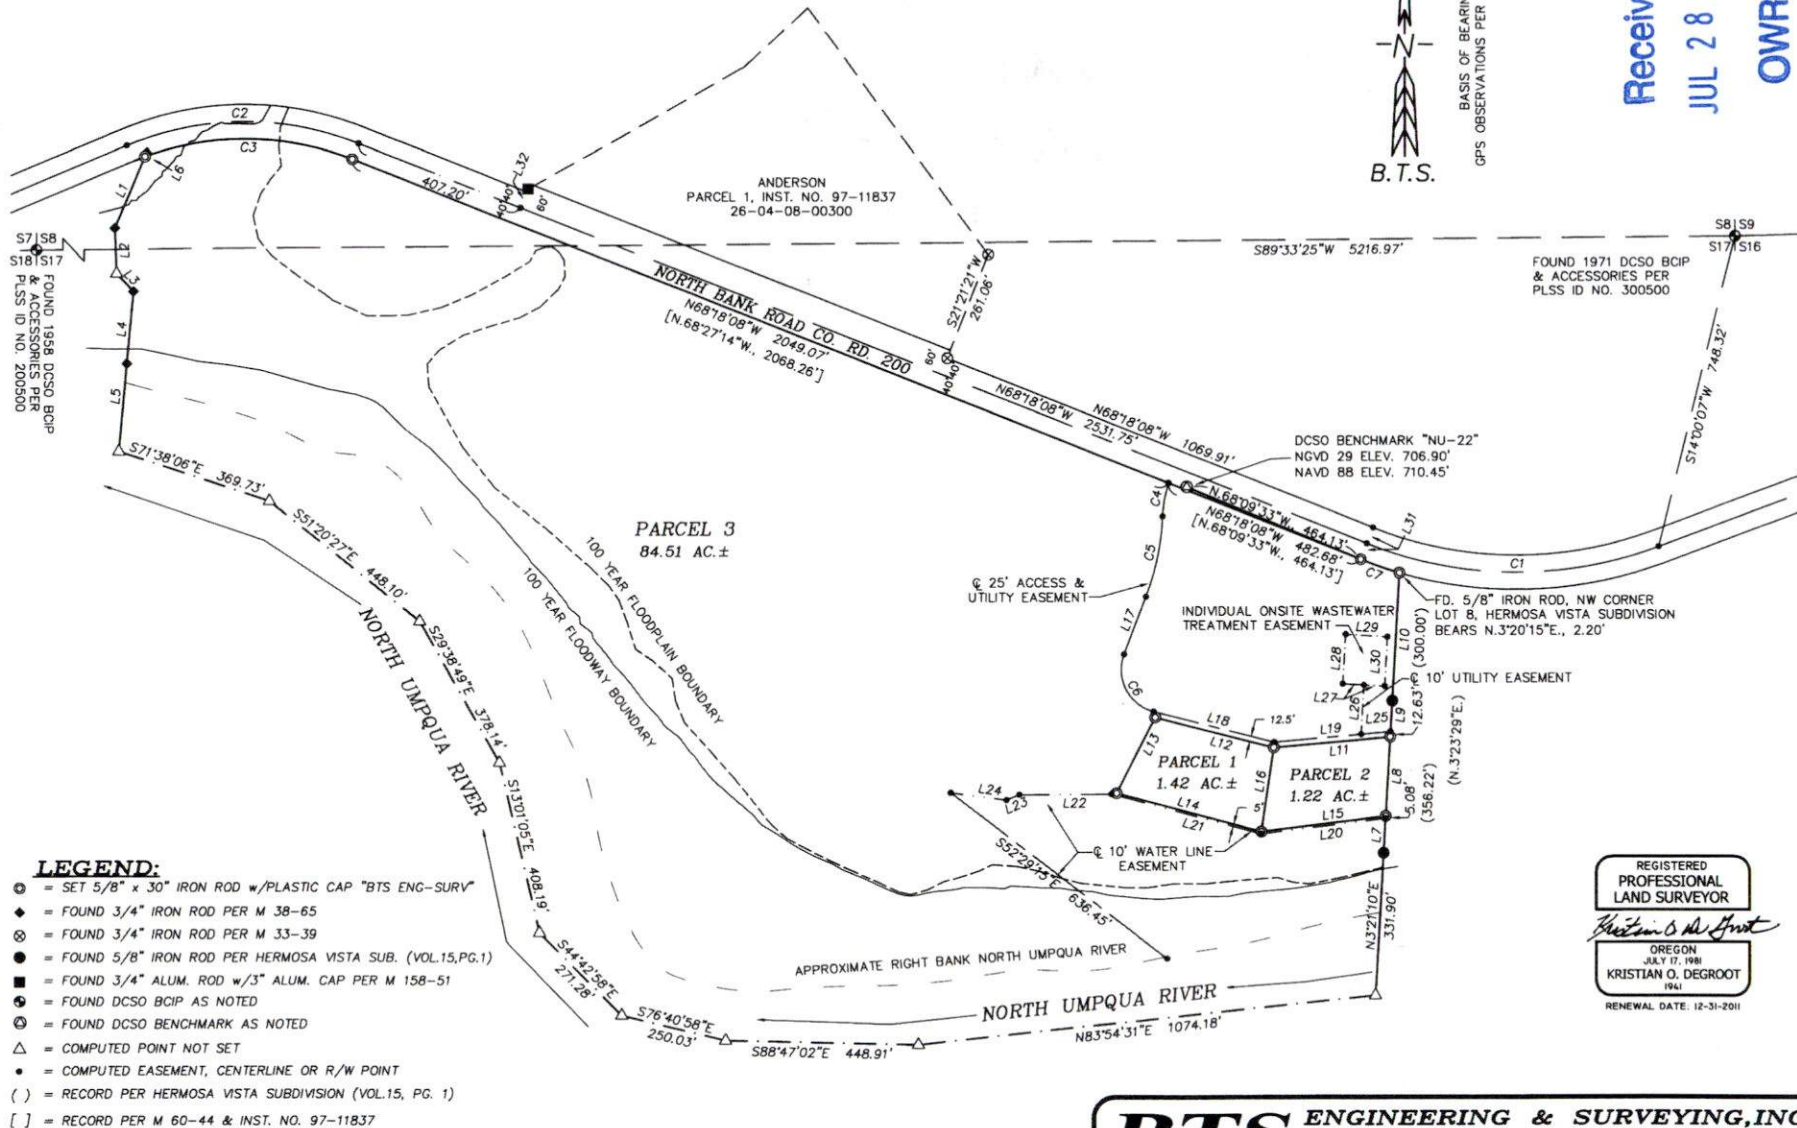 BASIS OF BEARIN
GPS OBSERVATIONS PER
N
B.T.S.
Receiv
JUL 28
OWR
C2
C3
L1
L6
L2
L3
L4
L5
407.20'
40'
40'
60'
L32
ANDERSON
PARCEL 1, INST. NO. 97-11837
26-04-08-00300
S7|S8
S18|S17
FOUND 1958 DCSO BCIP
& ACCESSORIES PER
PLSS ID NO. 200500
S89°33'25"W 5216.97'
S8|S9
S17|S16
FOUND 1971 DCSO BCIP
& ACCESSORIES PER
PLSS ID NO. 300500
S14°00'07"W 748.32'
S21°21'21"W
261.06'
NORTH BANK ROAD CO. RD. 200
N68°18'08"W 2049.07'
[N.68°27'14"W., 2068.26']
60'
40'
40'
N68°18'08"W 2531.75'
N68°18'08"W 1069.91'
DCSO BENCHMARK "NU-22"
NGVD 29 ELEV. 706.90'
NAVD 88 ELEV. 710.45'
N.68°09'33"W., 464.13'
N68°18'08"W 482.68'
[N.68°09'33"W., 464.13']
L31
C1
C7
C4
C5
L17
C6
FD. 5/8" IRON ROD, NW CORNER
LOT 8, HERMOSA VISTA SUBDIVISION
BEARS N.3°20'15"E., 2.20'
PARCEL 3
84.51 AC.±
₵ 25' ACCESS &
UTILITY EASEMENT
INDIVIDUAL ONSITE WASTEWATER
TREATMENT EASEMENT
L29
L28
L30
L27
L26
L25
L10
(300.00')
₵ 10' UTILITY EASEMENT
L9
12.63'
(N.3°23'29"E.)
L18
L12
12.5'
L19
L11
L13
PARCEL 1
1.42 AC.±
L16
PARCEL 2
1.22 AC.±
L8
5.08'
(356.22')
L14
L21
5'
L15
L20
L7
L24
L23
L22
₵ 10' WATER LINE
EASEMENT
S52°29'15"E 636.45'
N3°21'10"E
331.90'
100 YEAR FLOODPLAIN BOUNDARY
100 YEAR FLOODWAY BOUNDARY
S71°38'06"E 369.73'
S51°20'27"E 448.10'
S29°38'49"E 378.14'
S13°01'05"E 408.19'
S44°42'58"E
271.28'
S76°40'58"E
250.03'
S88°47'02"E 448.91'
N83°54'31"E 1074.18'
NORTH UMPQUA RIVER
APPROXIMATE RIGHT BANK NORTH UMPQUA RIVER
NORTH UMPQUA RIVER
LEGEND:
= SET 5/8" x 30" IRON ROD w/PLASTIC CAP "BTS ENG-SURV"
= FOUND 3/4" IRON ROD PER M 38-65
= FOUND 3/4" IRON ROD PER M 33-39
= FOUND 5/8" IRON ROD PER HERMOSA VISTA SUB. (VOL.15,PG.1)
= FOUND 3/4" ALUM. ROD w/3" ALUM. CAP PER M 158-51
= FOUND DCSO BCIP AS NOTED
= FOUND DCSO BENCHMARK AS NOTED
= COMPUTED POINT NOT SET
= COMPUTED EASEMENT, CENTERLINE OR R/W POINT
( ) = RECORD PER HERMOSA VISTA SUBDIVISION (VOL.15, PG. 1)
[ ] = RECORD PER M 60-44 & INST. NO. 97-11837
REGISTERED
PROFESSIONAL
LAND SURVEYOR
Kristian O. DeGroot
OREGON
JULY 17, 1981
KRISTIAN O. DEGROOT
1941
RENEWAL DATE: 12-31-2011
BTS ENGINEERING & SURVEYING, INC